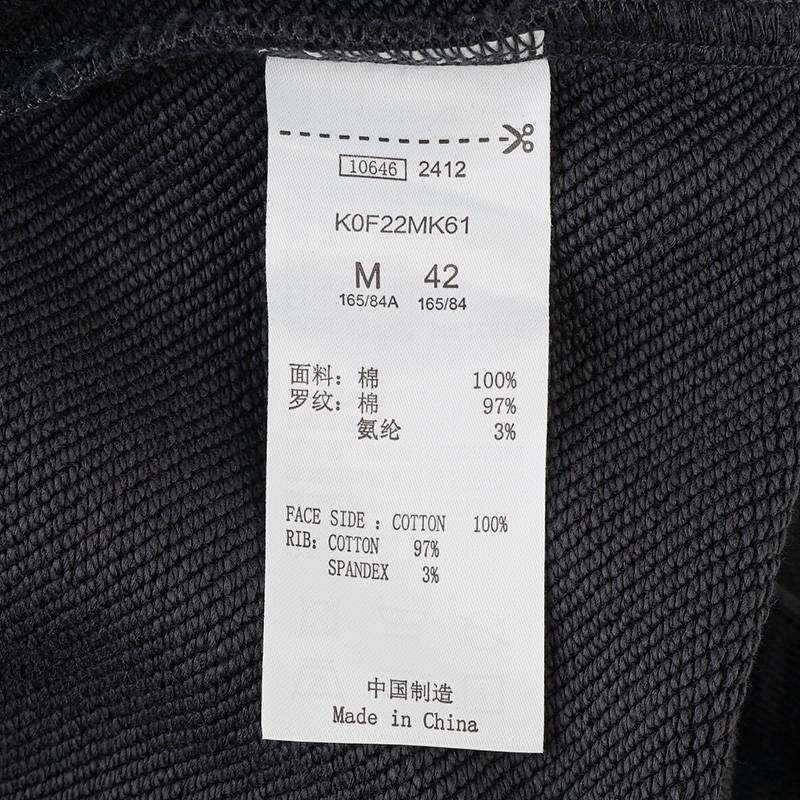 10646 2412
K0F22MK61
M 42
165/84A 165/84
面料：棉 100%
罗纹：棉 97%
氨纶 3%
FACE SIDE : COTTON 100%
RIB: COTTON 97%
SPANDEX 3%
中国制造
Made in China